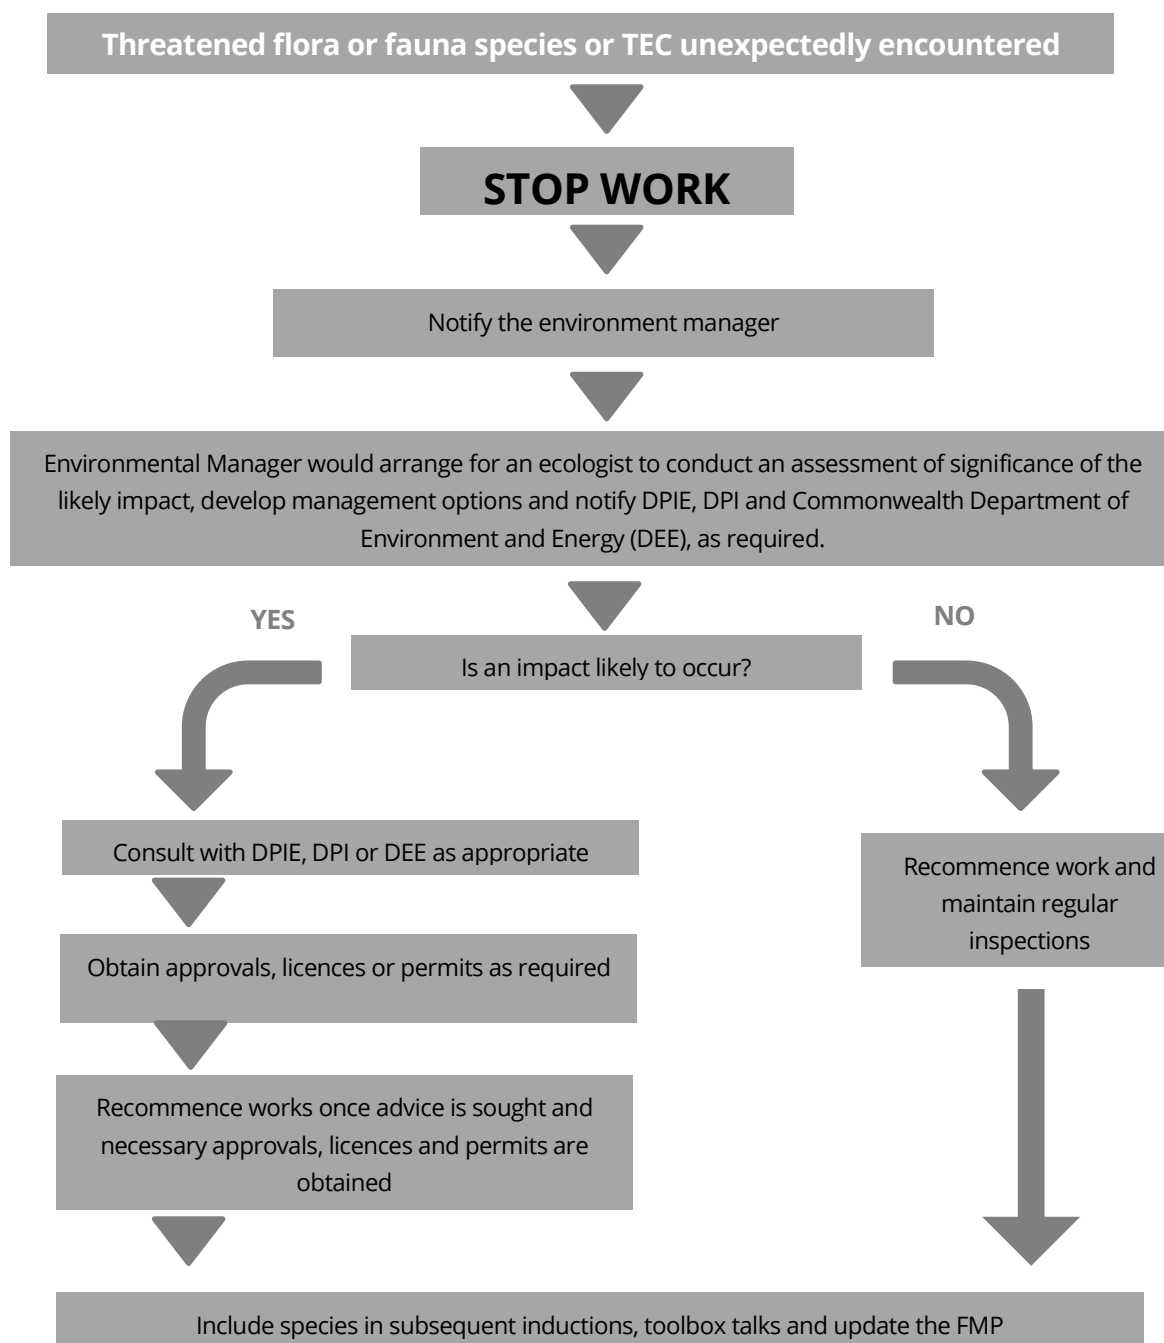 Threatened flora or fauna species or TEC unexpectedly encountered
STOP WORK
Notify the environment manager
Environmental Manager would arrange for an ecologist to conduct an assessment of significance of the
likely impact, develop management options and notify DPIE, DPI and Commonwealth Department of
Environment and Energy (DEE), as required.
YES
NO
Is an impact likely to occur?
Consult with DPIE, DPI or DEE as appropriate
Obtain approvals, licences or permits as required
Recommence works once advice is sought and
necessary approvals, licences and permits are
obtained
Recommence work and
maintain regular
inspections
Include species in subsequent inductions, toolbox talks and update the FMP